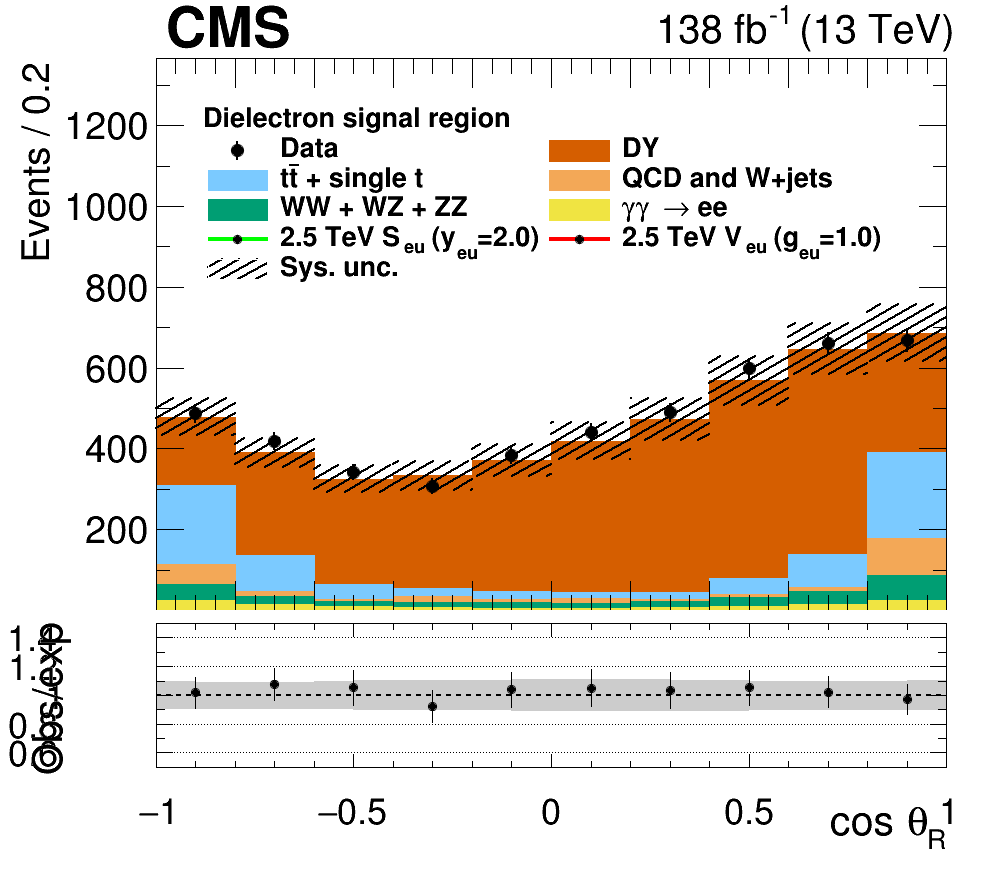 CMS 138 fb-1 (13 TeV)
Events / 0.2
1200
1000
800
600
400
200
Dielectron signal region
Data DY
tt̄ + single t QCD and W+jets
WW + WZ + ZZ γγ → ee
2.5 TeV Seu (yeu=2.0) 2.5 TeV Veu (geu=1.0)
Sys. unc.
Obs/exp
−1 −0.5 0 0.5 1
cos θR